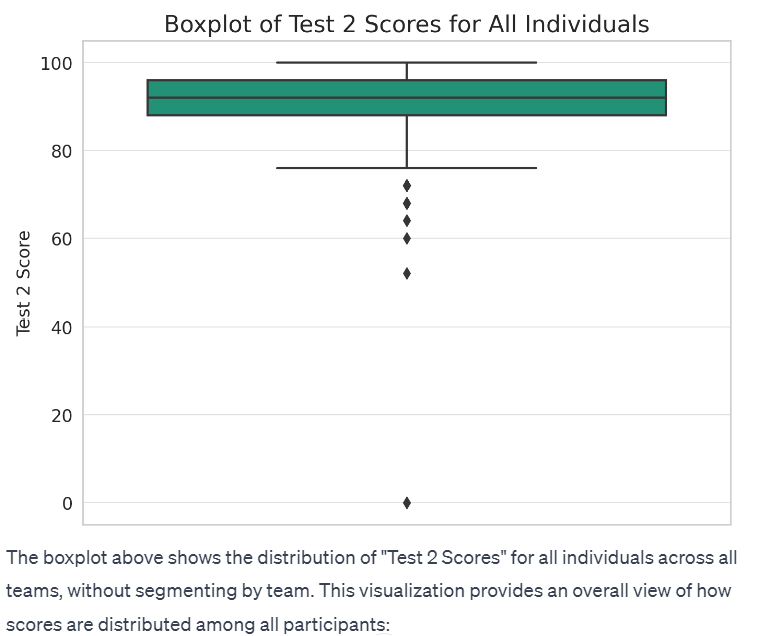 Boxplot of Test 2 Scores for All Individuals
100
80
60
40
20
0
Test 2 Score
The boxplot above shows the distribution of "Test 2 Scores" for all individuals across all
teams, without segmenting by team. This visualization provides an overall view of how
scores are distributed among all participants: